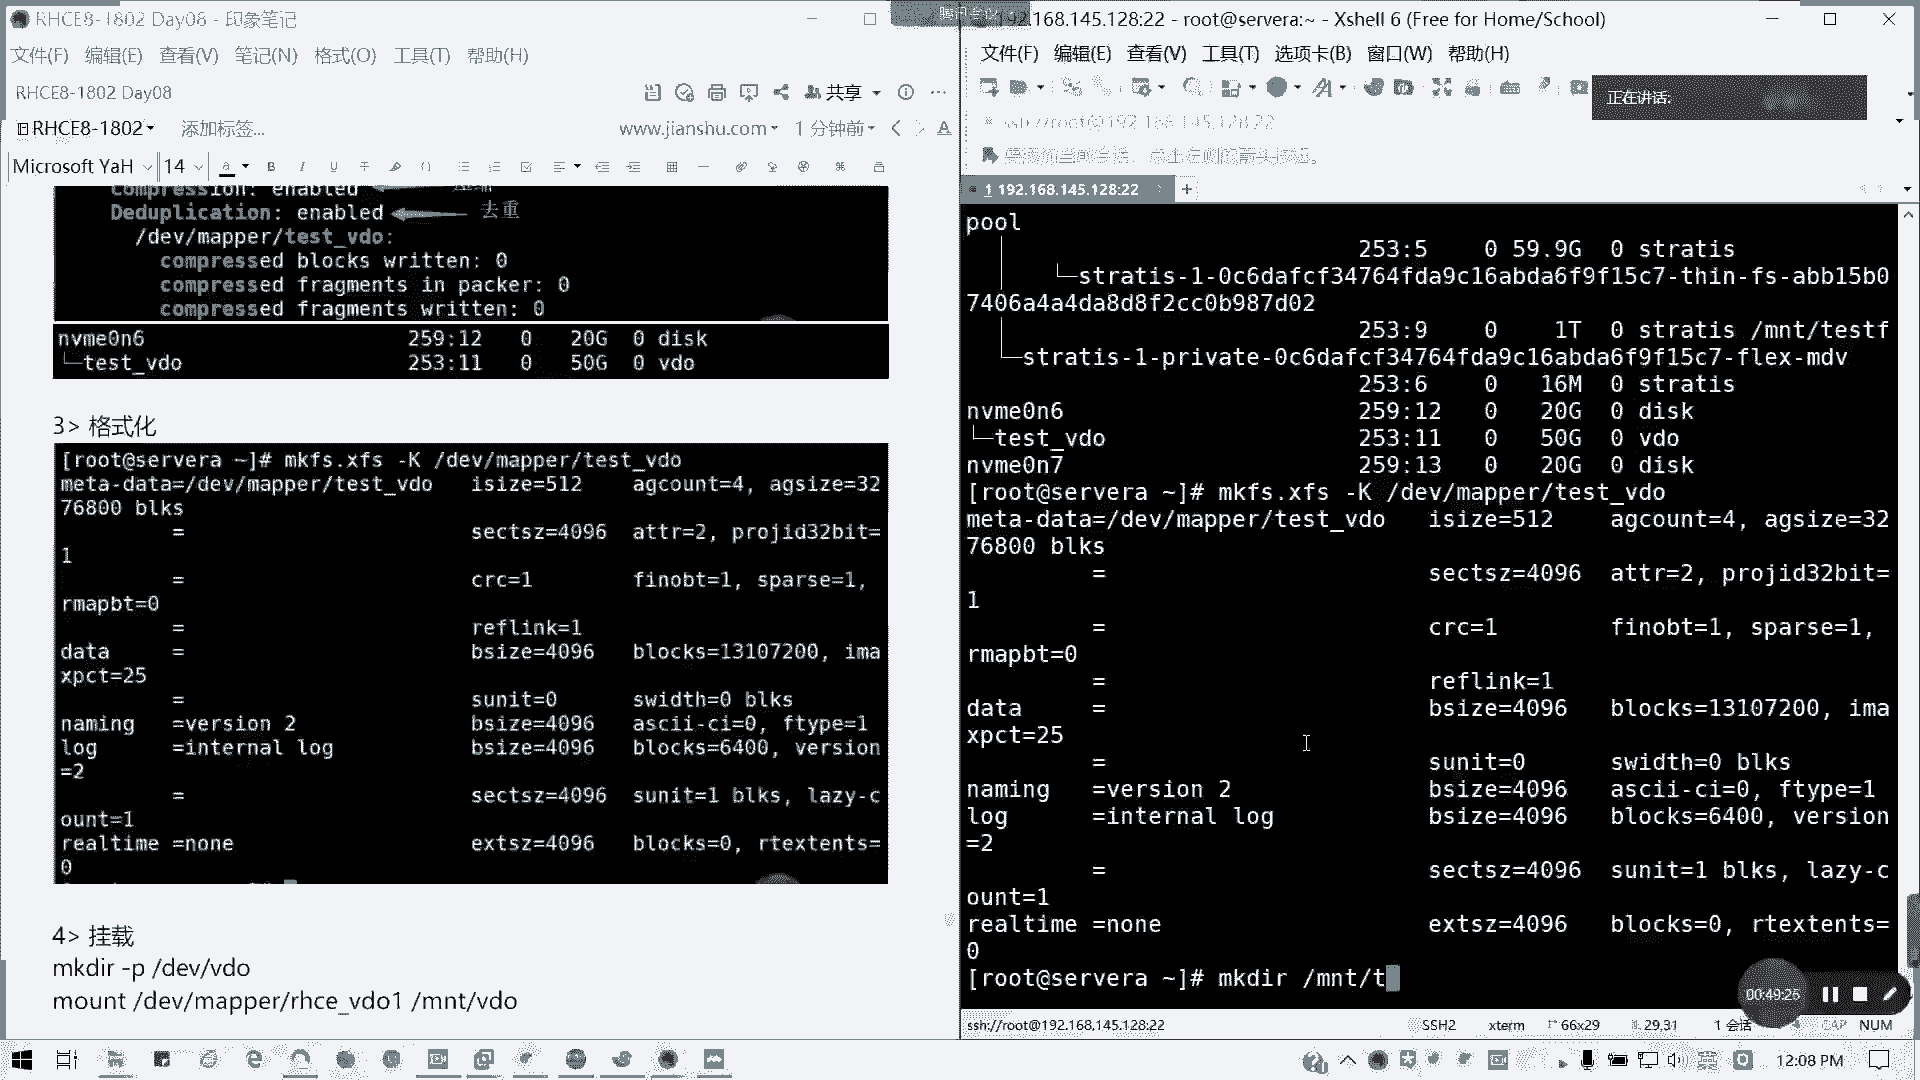 RHCE8-1802 Day08 - 印象笔记
文件(F) 编辑(E) 查看(V) 笔记(N) 格式(O) 工具(T) 帮助(H)
RHCE8-1802 Day08
共享
RHCE8-1802 添加标签... www.jianshu.com 1 分钟前
Microsoft YaH 14
compression: enabled
Deduplication: enabled 去重
/dev/mapper/test_vdo:
compressed blocks written: 0
compressed fragments in packer: 0
compressed fragments written: 0
nvme0n6 259:12 0 20G 0 disk
└─test_vdo 253:11 0 50G 0 vdo
3> 格式化
[root@servera ~]# mkfs.xfs -K /dev/mapper/test_vdo
meta-data=/dev/mapper/test_vdo isize=512 agcount=4, agsize=32
76800 blks
= sectsz=4096 attr=2, projid32bit=
1
= crc=1 finobt=1, sparse=1,
rmapbt=0
= reflink=1
data = bsize=4096 blocks=13107200, ima
xpct=25
= sunit=0 swidth=0 blks
naming =version 2 bsize=4096 ascii-ci=0, ftype=1
log =internal log bsize=4096 blocks=6400, version
=2
= sectsz=4096 sunit=1 blks, lazy-c
ount=1
realtime =none extsz=4096 blocks=0, rtextents=
0
4> 挂载
mkdir -p /dev/vdo
mount /dev/mapper/rhce_vdo1 /mnt/vdo
腾讯会议
192.168.145.128:22 - root@servera:~ - Xshell 6 (Free for Home/School)
文件(F) 编辑(E) 查看(V) 工具(T) 选项卡(B) 窗口(W) 帮助(H)
正在讲话:
ssh://root@192.168.145.128:22
1 192.168.145.128:22
pool
253:5 0 59.9G 0 stratis
└─stratis-1-0c6dafcf34764fda9c16abda6f9f15c7-thin-fs-abb15b0
7406a4a4da8d8f2cc0b987d02
253:9 0 1T 0 stratis /mnt/testf
└─stratis-1-private-0c6dafcf34764fda9c16abda6f9f15c7-flex-mdv
253:6 0 16M 0 stratis
nvme0n6 259:12 0 20G 0 disk
└─test_vdo 253:11 0 50G 0 vdo
nvme0n7 259:13 0 20G 0 disk
[root@servera ~]# mkfs.xfs -K /dev/mapper/test_vdo
meta-data=/dev/mapper/test_vdo isize=512 agcount=4, agsize=32
76800 blks
= sectsz=4096 attr=2, projid32bit=
1
= crc=1 finobt=1, sparse=1,
rmapbt=0
= reflink=1
data = bsize=4096 blocks=13107200, ima
xpct=25
= sunit=0 swidth=0 blks
naming =version 2 bsize=4096 ascii-ci=0, ftype=1
log =internal log bsize=4096 blocks=6400, version
=2
= sectsz=4096 sunit=1 blks, lazy-c
ount=1
realtime =none extsz=4096 blocks=0, rtextents=
0
[root@servera ~]# mkdir /mnt/t
00:49:25
ssh://root@192.168.145.128:22 SSH2 xterm 66x29 29,31 1 会话 CAP NUM
12:08 PM